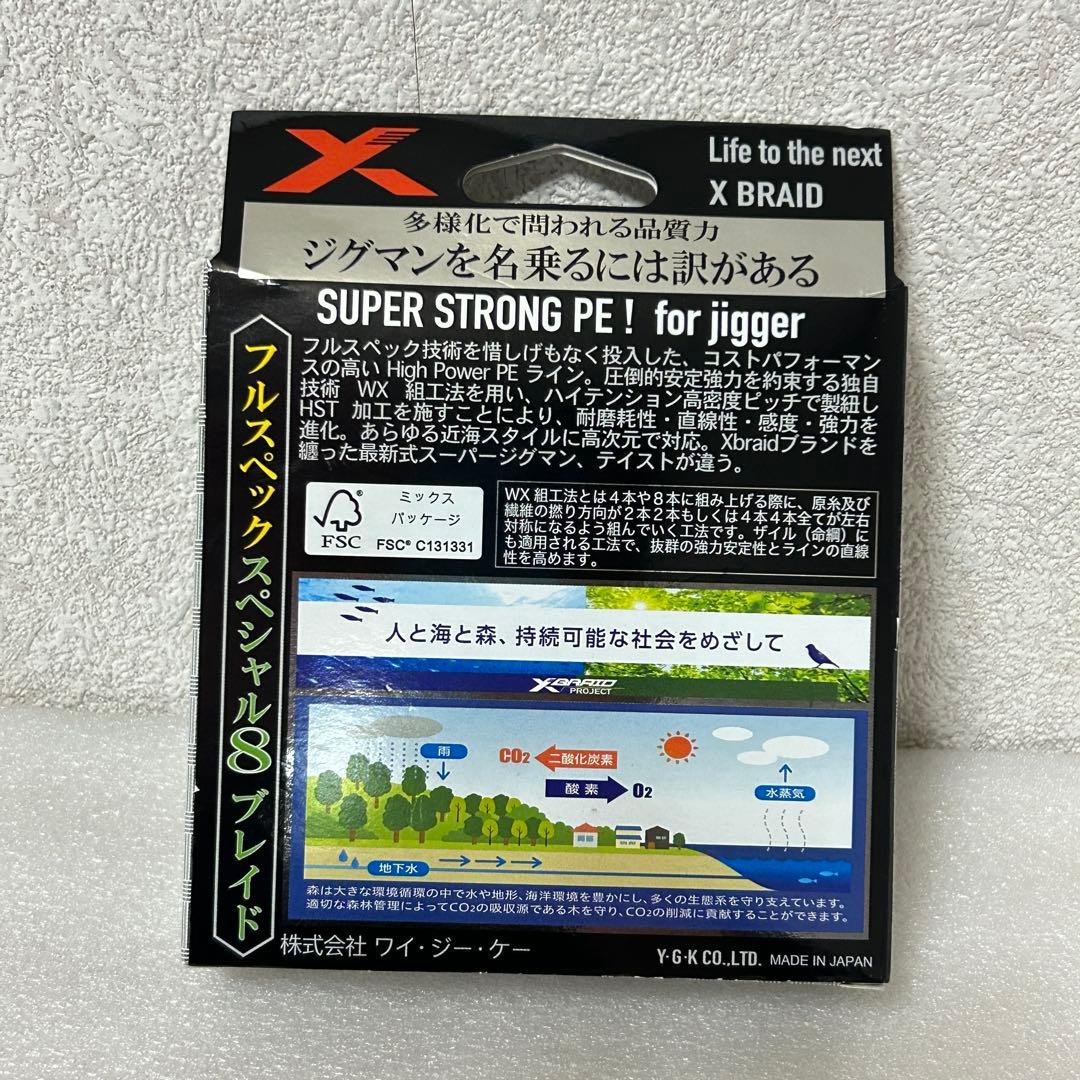 X
Life to the next
X BRAID
多様化で問われる品質力
ジグマンを名乗るには訳がある
SUPER STRONG PE！ for jigger
フルスペック技術を惜しげもなく投入した、コストパフォーマン
スの高い High Power PE ライン。圧倒的安定強力を約束する独自
技術 WX 組工法を用い、ハイテンション高密度ピッチで製紐し
HST 加工を施すことにより、耐磨耗性・直線性・感度・強力を
進化。あらゆる近海スタイルに高次元で対応。Xbraidブランドを
纏った最新式スーパージグマン、テイストが違う。
フルスペックスペシャル8ブレイド
FSC
ミックス
パッケージ
FSC® C131331
WX 組工法とは４本や８本に組み上げる際に、原糸及び
繊維の撚り方向が２本２本もしくは４本４本全てが左右
対称になるよう組んでいく工法です。ザイル（命綱）に
も適用される工法で、抜群の強力安定性とラインの直線
性を高めます。
人と海と森、持続可能な社会をめざして
XBRAID
PROJECT
雨
CO2 二酸化炭素
酸素 O2
水蒸気
地下水
森は大きな環境循環の中で水や地形、海洋環境を豊かにし、多くの生態系を守り支えています。
適切な森林管理によってCO2の吸収源である木を守り、CO2の削減に貢献することができます。
株式会社 ワイ・ジー・ケー
Y·G·K CO.,LTD. MADE IN JAPAN